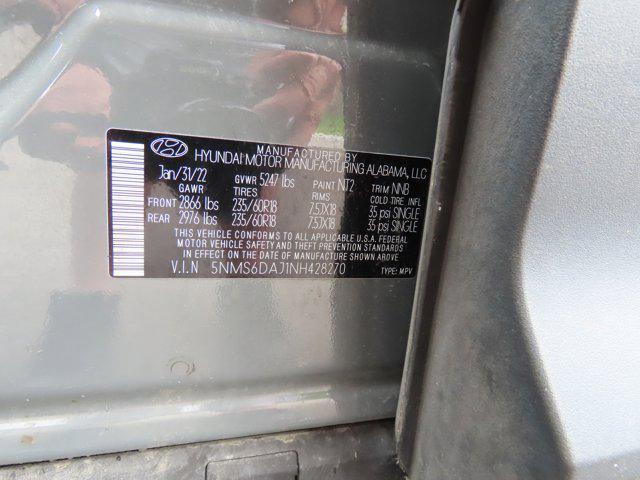 MANUFACTURED BY
HYUNDAI MOTOR MANUFACTURING ALABAMA, LLC
Jan/31/22 GVWR 5247 lbs PAINT NT2 TRIM NNB
GAWR TIRES RIMS COLD TIRE INFL
FRONT 2866 lbs 235/60R18 7.5JX18 35 psi SINGLE
REAR 2976 lbs 235/60R18 7.5JX18 35 psi SINGLE
THIS VEHICLE CONFORMS TO ALL APPLICABLE U.S.A. FEDERAL
MOTOR VEHICLE SAFETY AND THEFT PREVENTION STANDARDS
IN EFFECT ON THE DATE OF MANUFACTURE SHOWN ABOVE
V.I.N 5NMS6DAJ1NH428270 TYPE: MPV